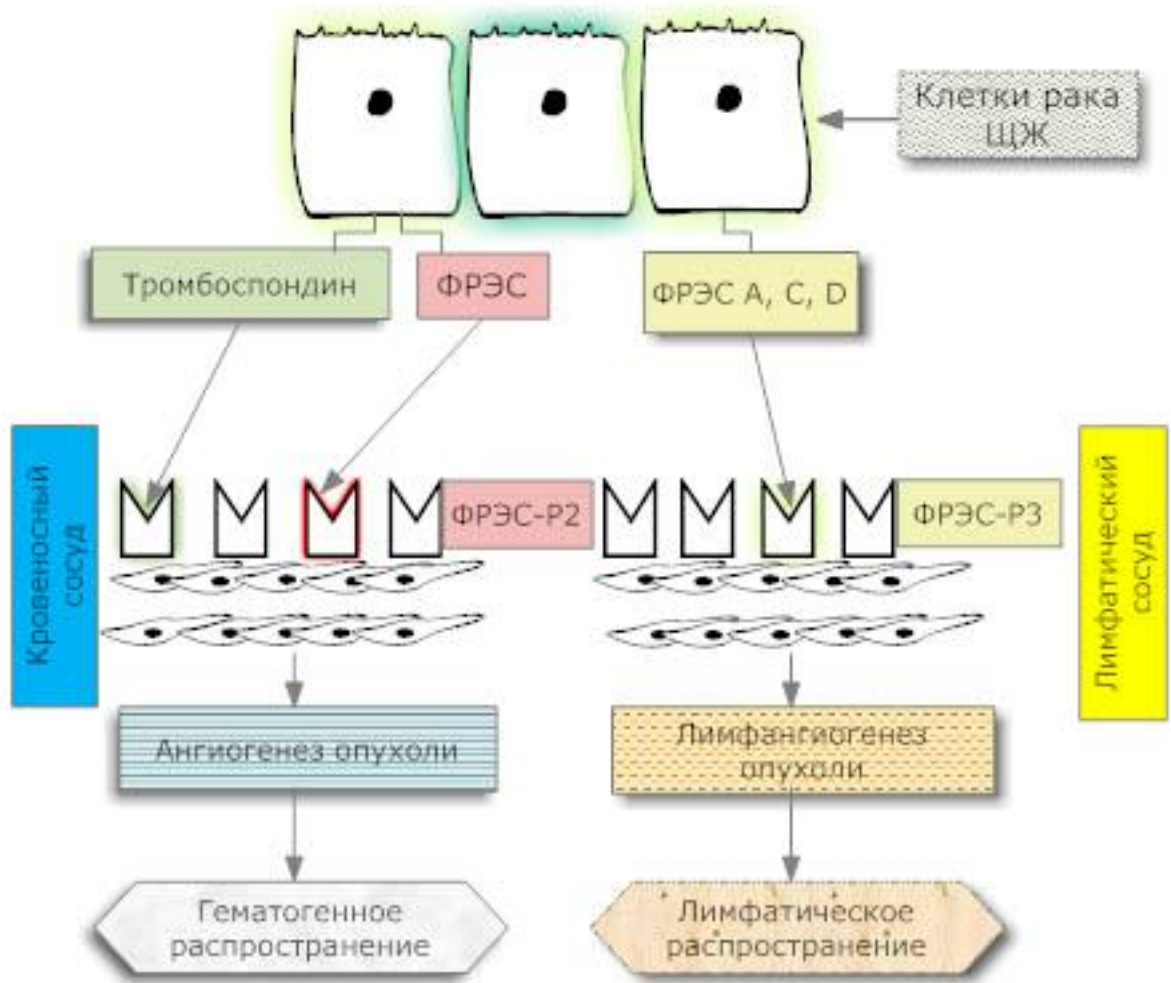 Клетки рака
ЩЖ
Тромбоспондин
ФРЭС
ФРЭС А, С, D
Кровеносный
сосуд
ФРЭС-Р2
ФРЭС-Р3
Лимфатический
сосуд
Ангиогенез опухоли
Лимфангиогенез
опухоли
Гематогенное
распространение
Лимфатическое
распространение